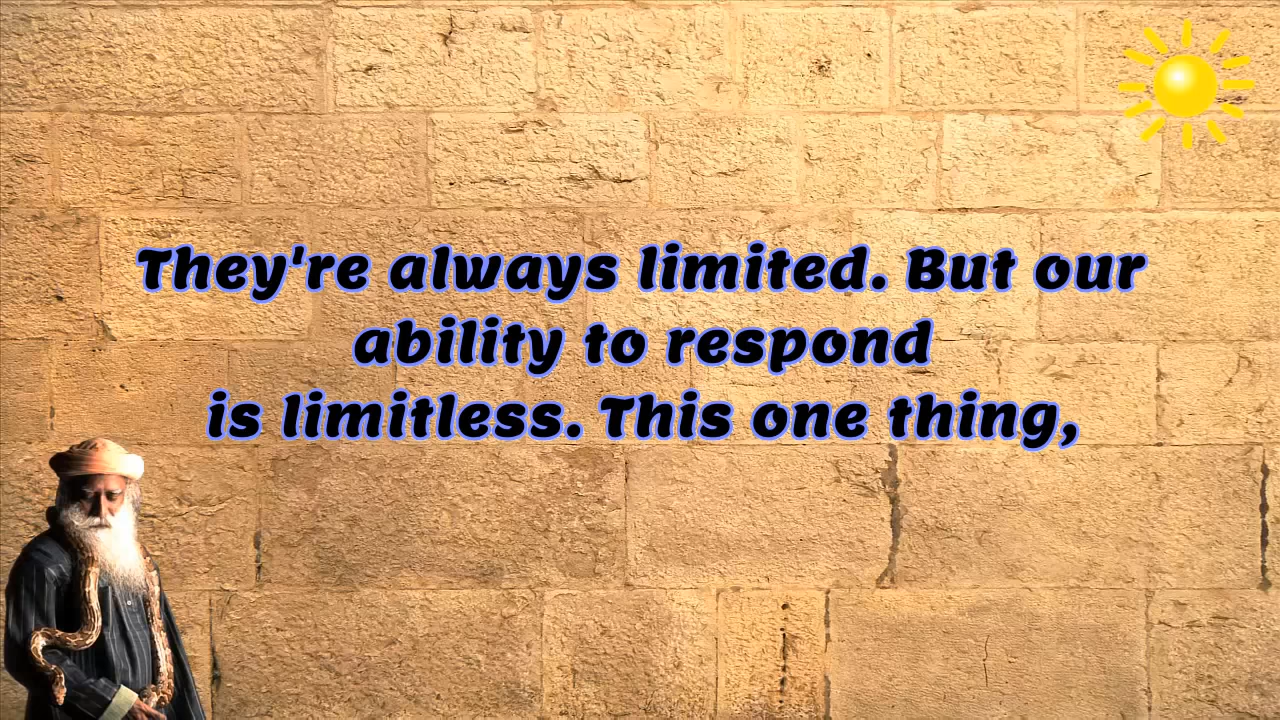 They're always limited. But our
ability to respond
is limitless. This one thing,